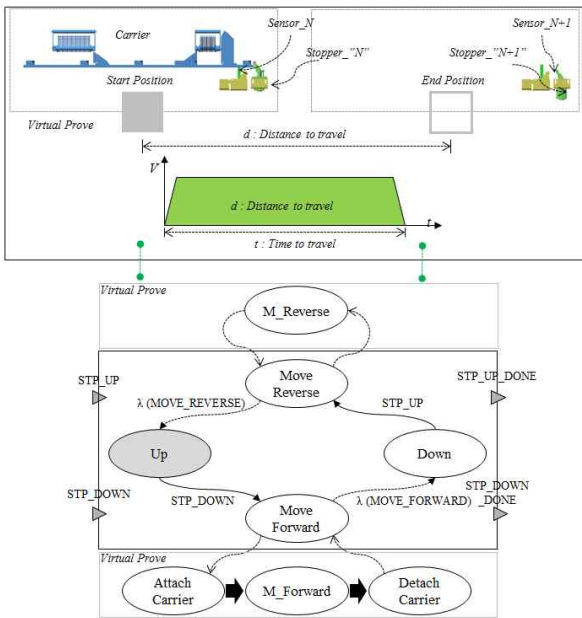 Sensor_N
Sensor_N+1
Carrier
Stopper_"N"
Stopper_"N+1"
Start Position
End Position
Virtual Prove
d : Distance to travel
V
d : Distance to travel
t
t : Time to travel
Virtual Prove
M_Reverse
STP_UP
Move
Reverse
STP_UP_DONE
λ (MOVE_REVERSE)
STP_UP
Up
Down
STP_DOWN
STP_DOWN
λ (MOVE_FORWARD)
STP_DOWN
_DONE
Move
Forward
Virtual Prove
Attach
Carrier
M_Forward
Detach
Carrier